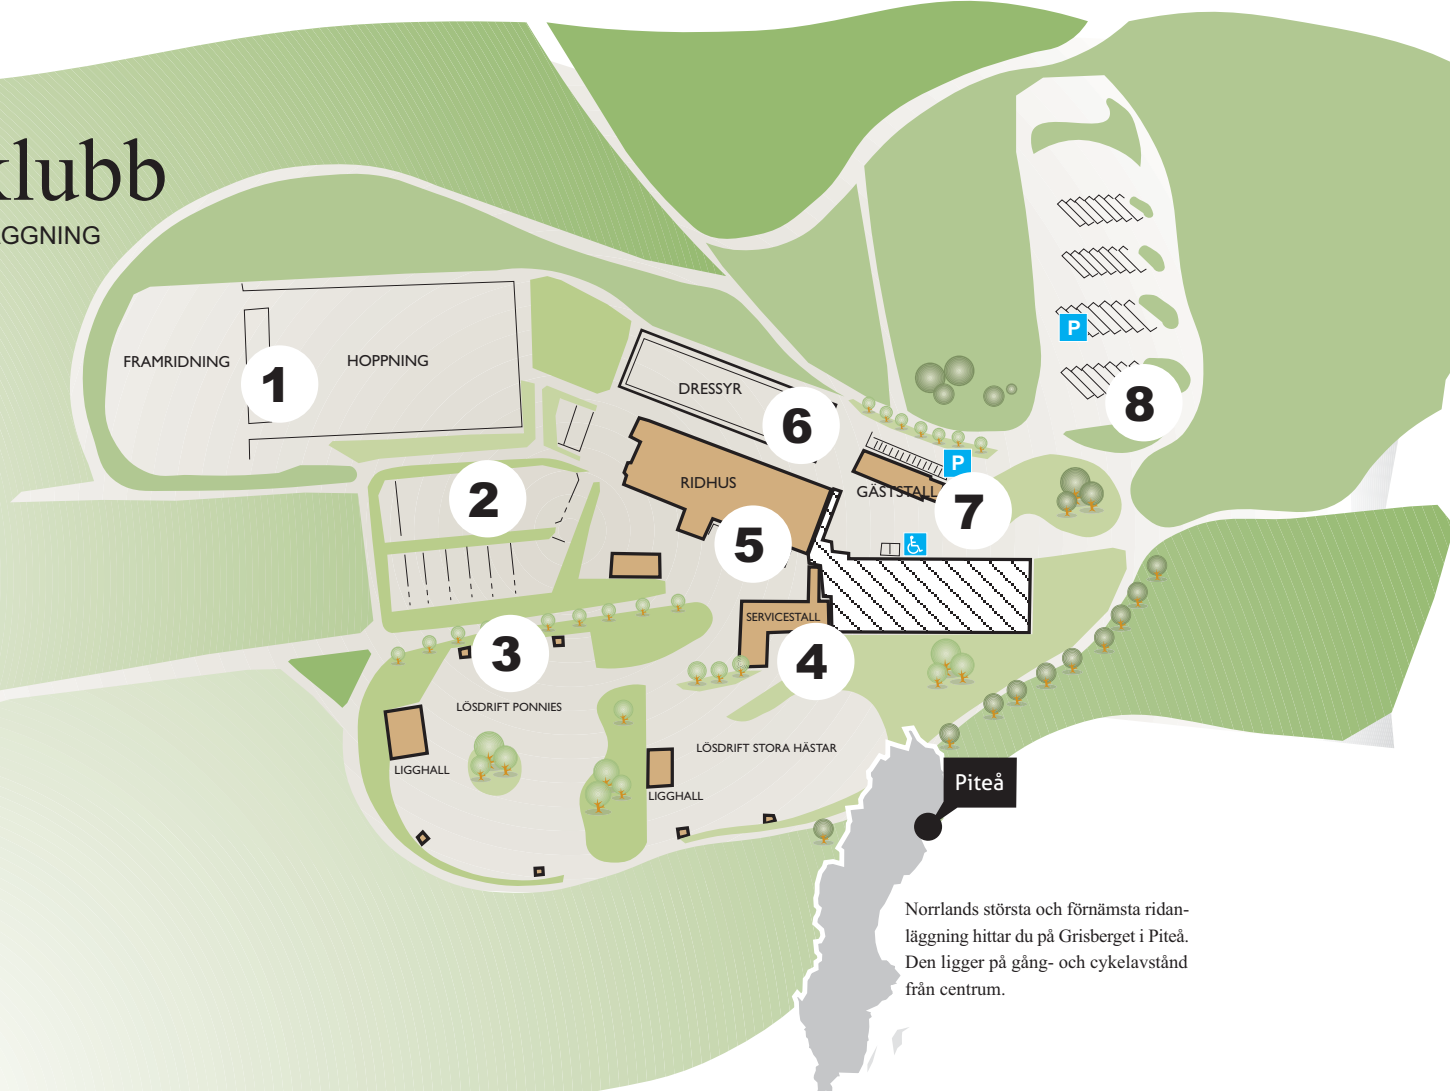 klubb
GGNING
FRAMRIDNING
1
HOPPNING
DRESSYR
6
P
8
RIDHUS
P
GÄSTSTALL
7
2
5
SERVICESTALL
3
4
LÖSDRIFT PONNIES
LÖSDRIFT STORA HÄSTAR
LIGGHALL
LIGGHALL
Piteå
Norrlands största och förnämsta ridan-
läggning hittar du på Grisberget i Piteå.
Den ligger på gång- och cykelavstånd
från centrum.